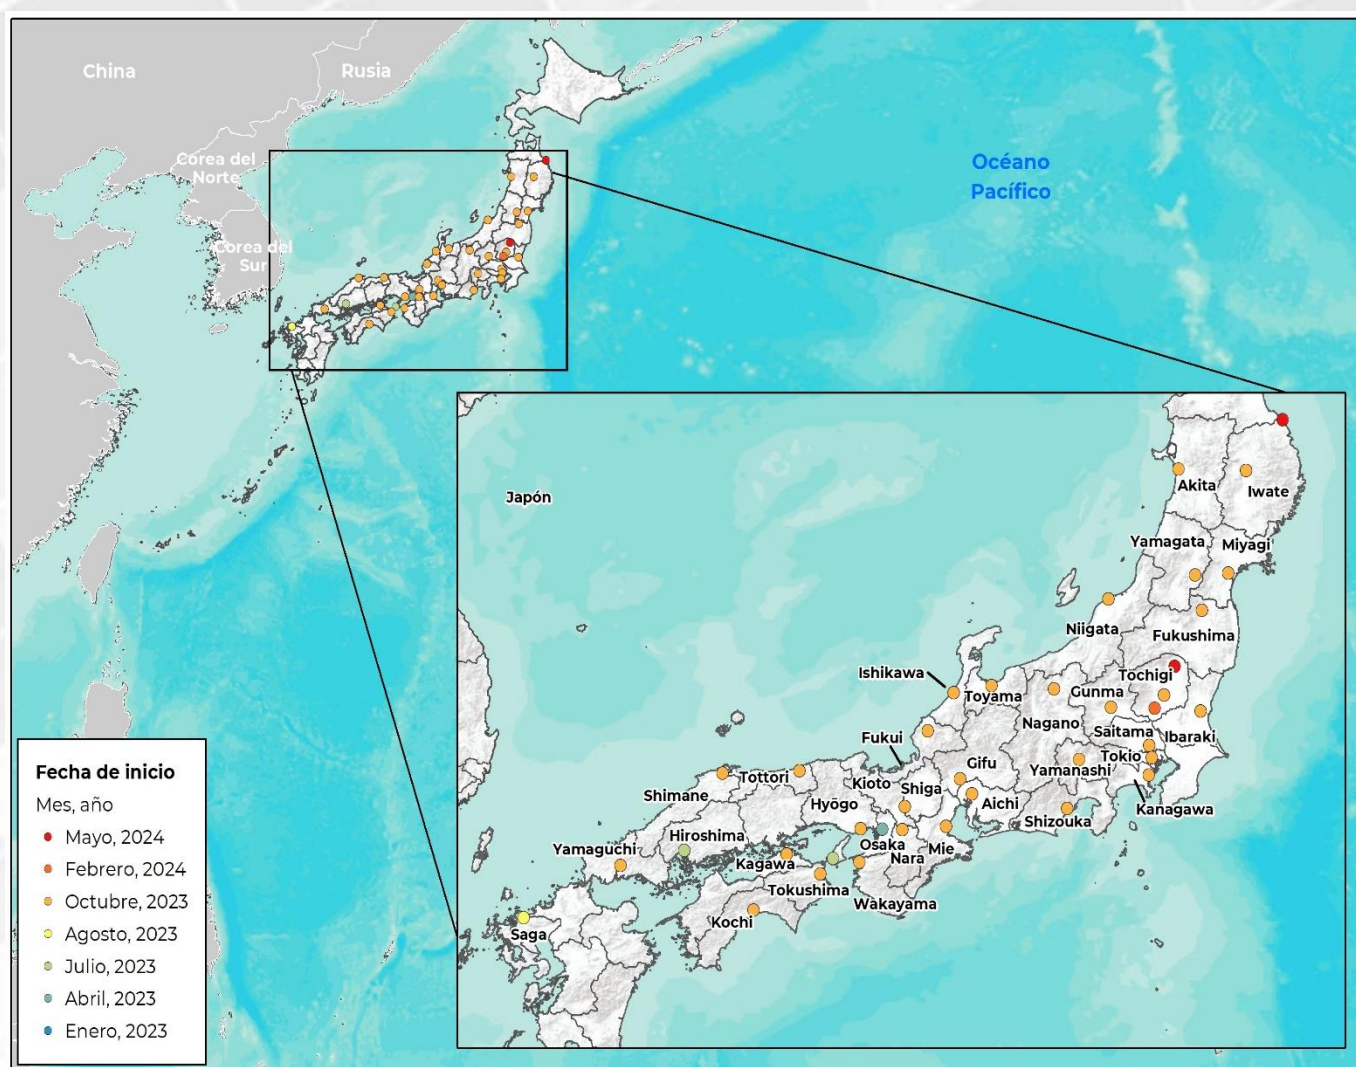 China
Rusia
Corea del
Norte
Corea del
Sur
Océano
Pacífico
Japón
Akita
Iwate
Yamagata
Miyagi
Niigata
Fukushima
Ishikawa
Toyama
Tochigi
Gunma
Nagano
Fukui
Saitama
Ibaraki
Tokio
Gifu
Yamanashi
Tottori
Kioto
Shiga
Shimane
Hyōgo
Aichi
Kanagawa
Shizouka
Hiroshima
Osaka
Mie
Yamaguchi
Kagawa
Nara
Tokushima
Wakayama
Kochi
Saga
Fecha de inicio
Mes, año
Mayo, 2024
Febrero, 2024
Octubre, 2023
Agosto, 2023
Julio, 2023
Abril, 2023
Enero, 2023